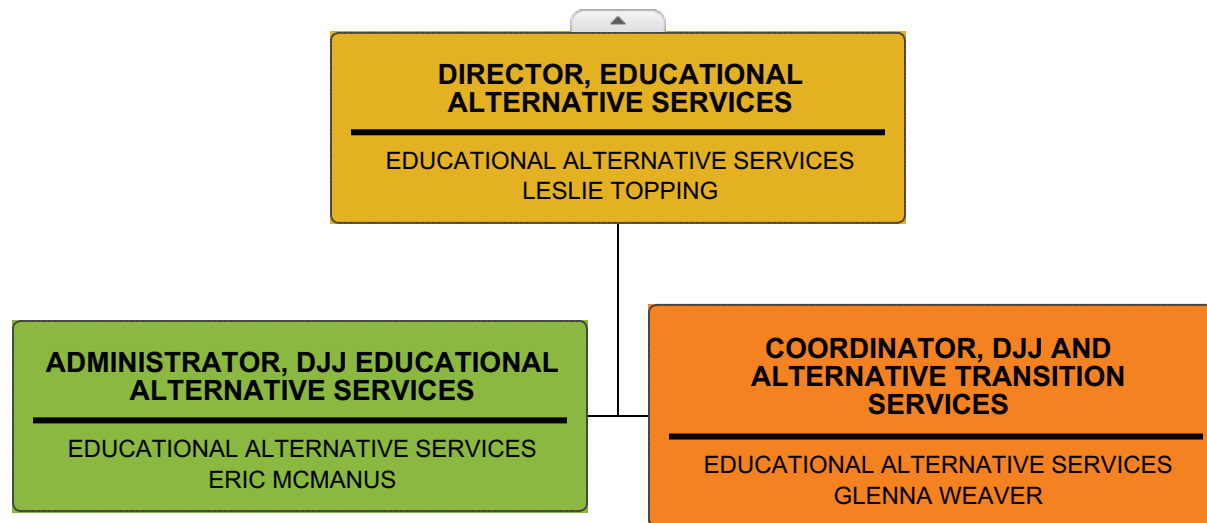 DIRECTOR, EDUCATIONAL
ALTERNATIVE SERVICES
EDUCATIONAL ALTERNATIVE SERVICES
LESLIE TOPPING
ADMINISTRATOR, DJJ EDUCATIONAL
ALTERNATIVE SERVICES
EDUCATIONAL ALTERNATIVE SERVICES
ERIC MCMANUS
COORDINATOR, DJJ AND
ALTERNATIVE TRANSITION
SERVICES
EDUCATIONAL ALTERNATIVE SERVICES
GLENNA WEAVER